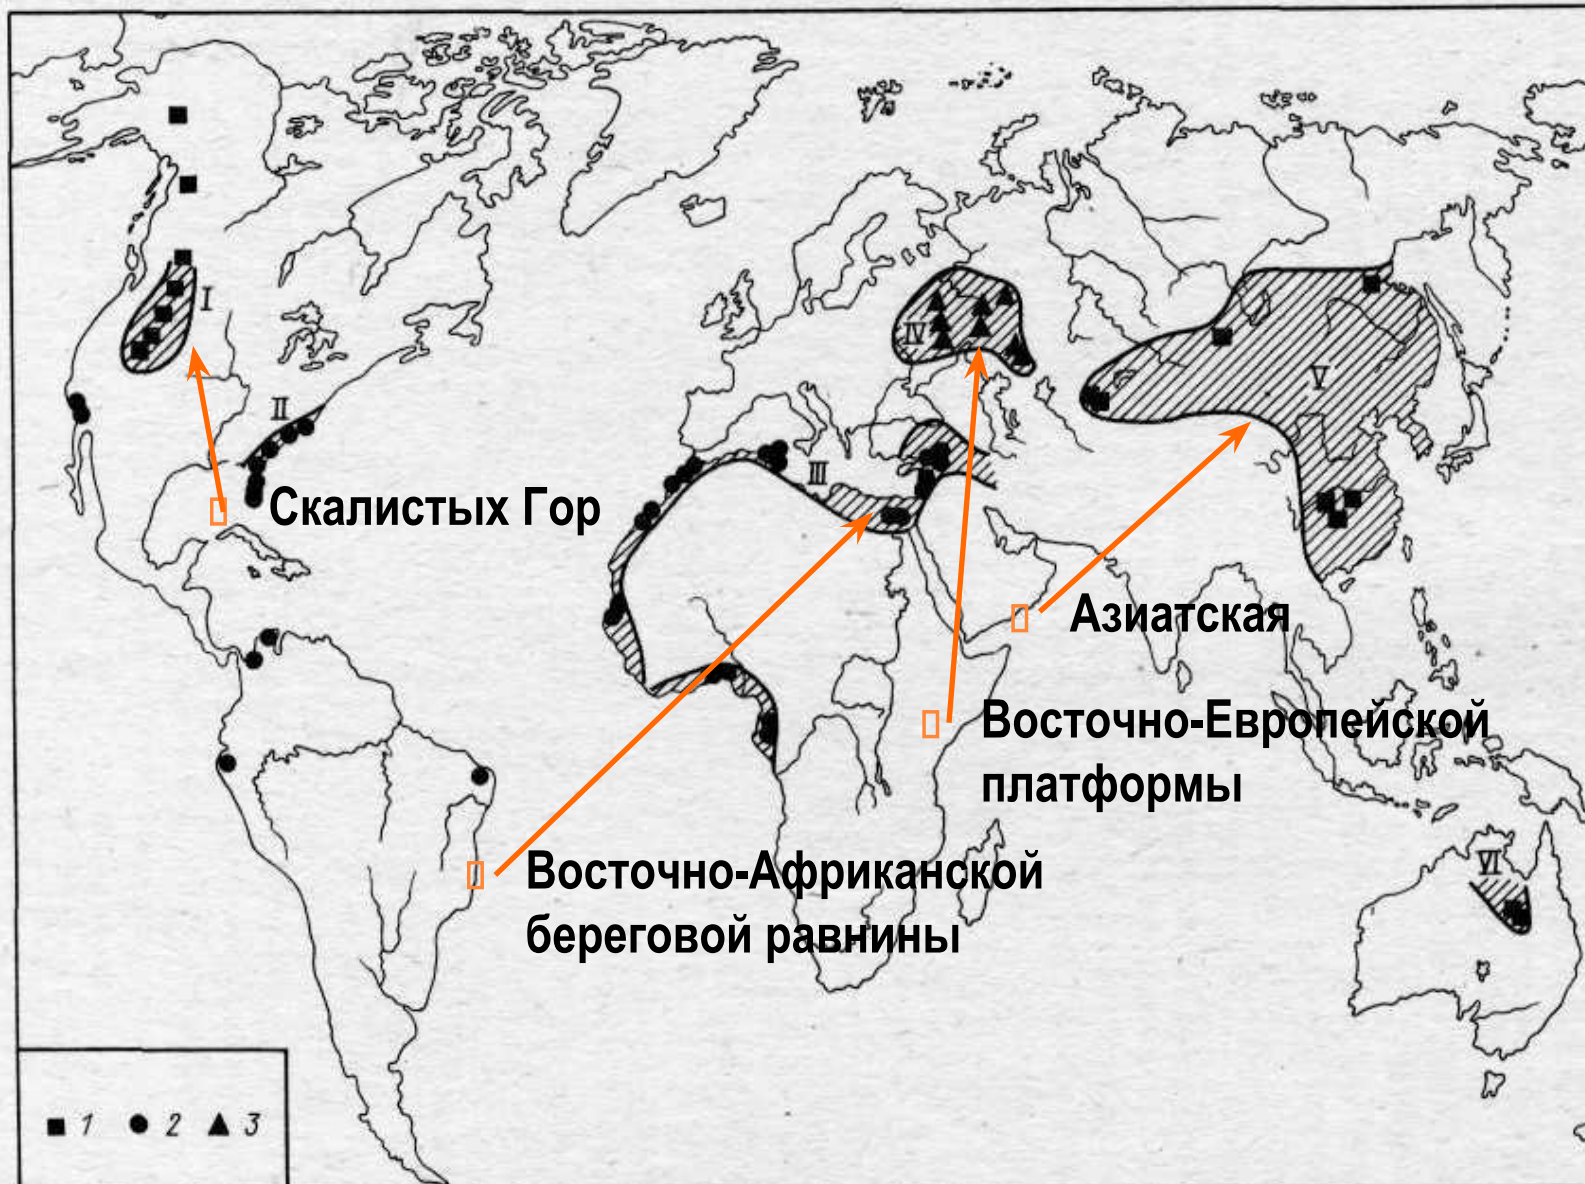 I
II
III
IV
V
Скалистых Гор
Азиатская
Восточно-Европейской
платформы
Восточно-Африканской
береговой равнины
VI
1 2 3